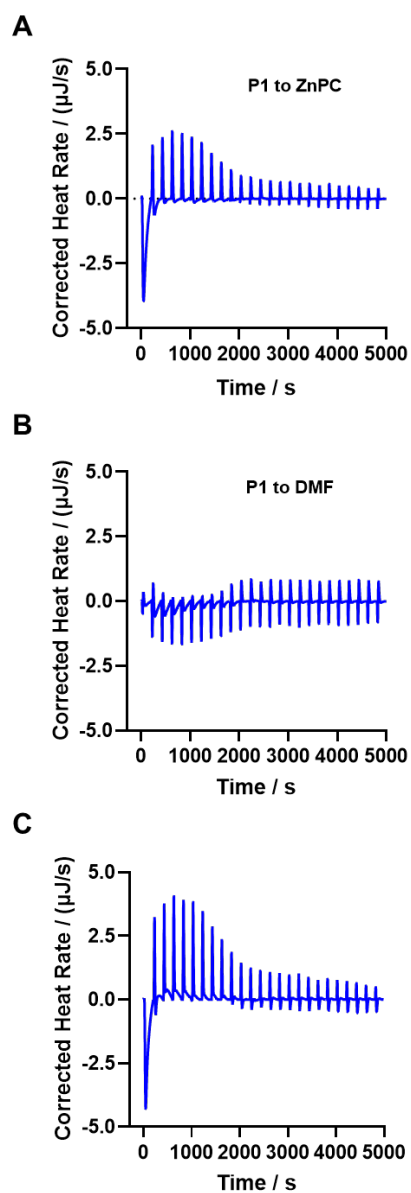 A
P1 to ZnPC
Corrected Heat Rate / (µJ/s)
5.0
2.5
0.0
-2.5
-5.0
0 1000 2000 3000 4000 5000
Time / s
B
P1 to DMF
Corrected Heat Rate / (µJ/s)
5.0
2.5
0.0
-2.5
-5.0
0 1000 2000 3000 4000 5000
Time / s
C
Corrected Heat Rate / (µJ/s)
5.0
2.5
0.0
-2.5
-5.0
0 1000 2000 3000 4000 5000
Time / s